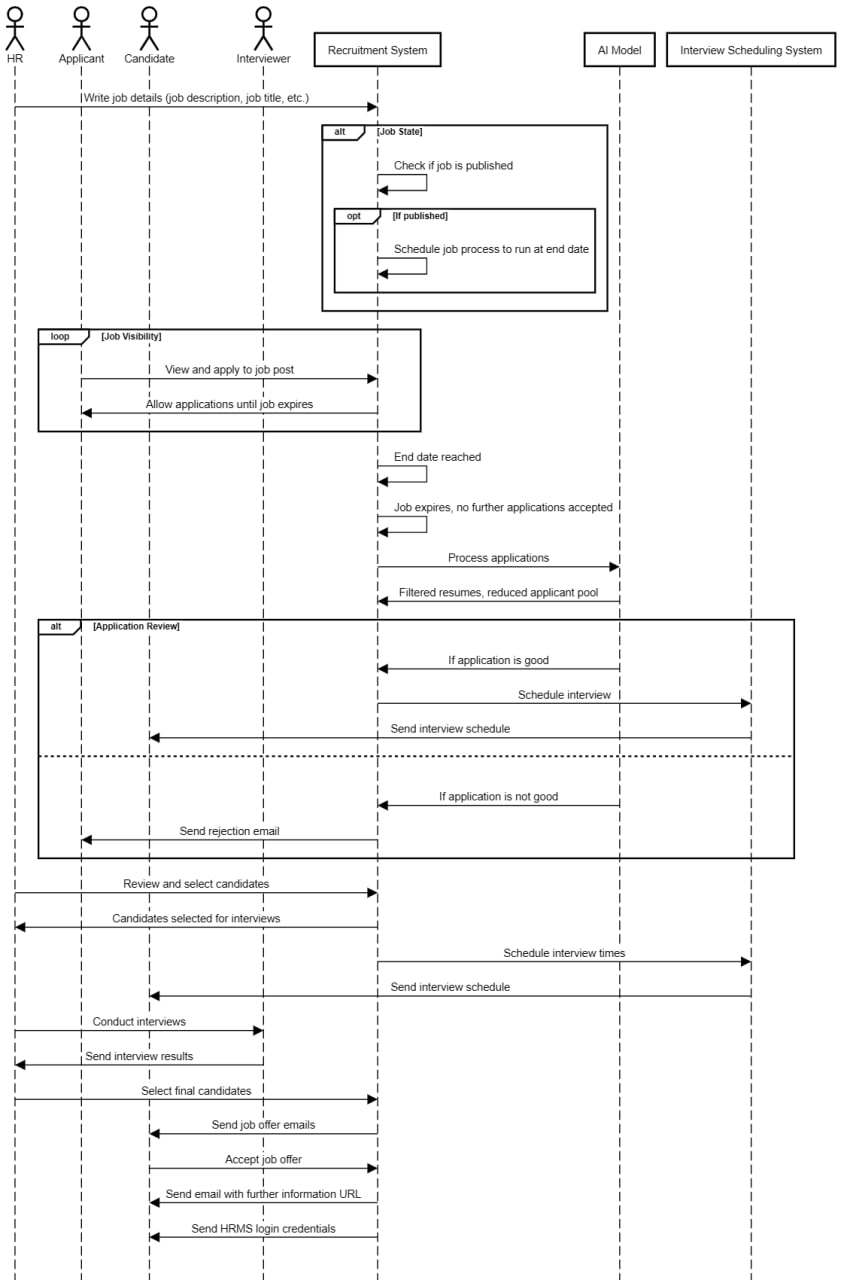 HR
Applicant
Candidate
Interviewer
Recruitment System
AI Model
Interview Scheduling System
Write job details (job description, job title, etc.)
alt
[Job State]
Check if job is published
opt
[If published]
Schedule job process to run at end date
loop
[Job Visibility]
View and apply to job post
Allow applications until job expires
End date reached
Job expires, no further applications accepted
Process applications
Filtered resumes, reduced applicant pool
alt
[Application Review]
If application is good
Schedule interview
Send interview schedule
If application is not good
Send rejection email
Review and select candidates
Candidates selected for interviews
Schedule interview times
Send interview schedule
Conduct interviews
Send interview results
Select final candidates
Send job offer emails
Accept job offer
Send email with further information URL
Send HRMS login credentials